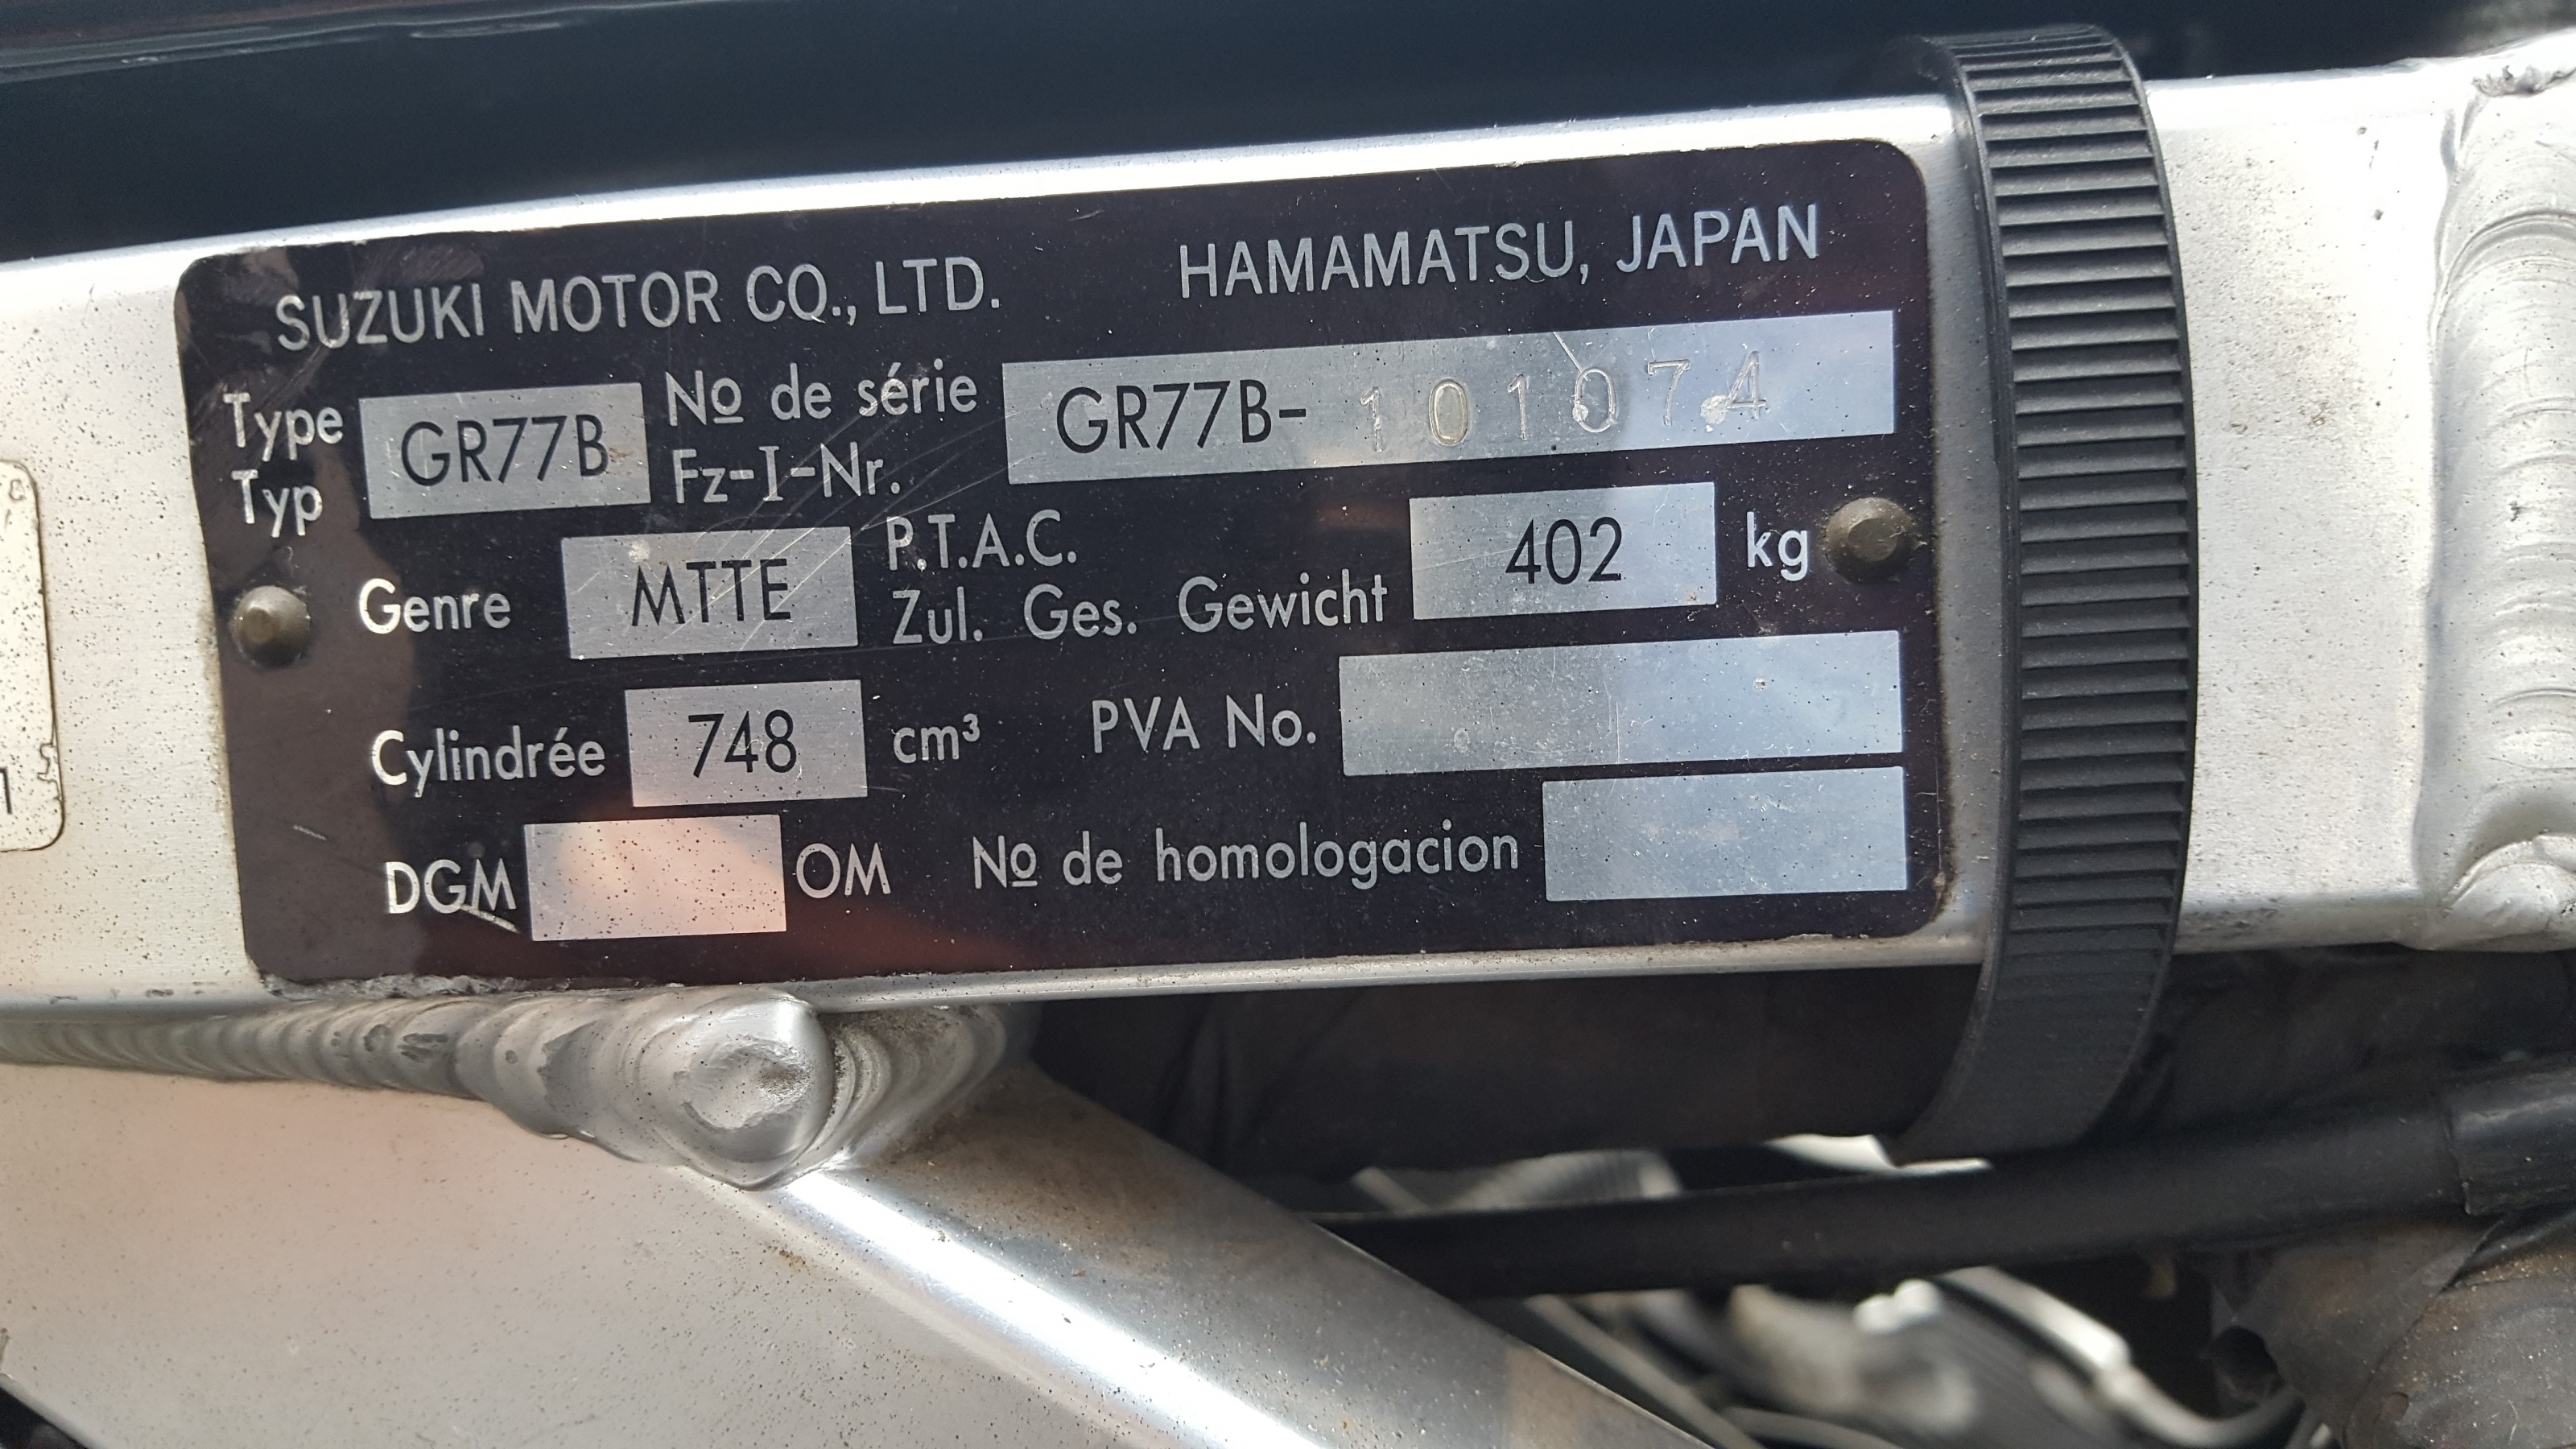 SUZUKI MOTOR CO., LTD. HAMAMATSU, JAPAN
Type GR77B Nº de série GR77B- 101074
Typ Fz-I-Nr.
Genre MTTE P.T.A.C. 402 kg
Zul. Ges. Gewicht
Cylindrée 748 cm³ PVA No.
DGM OM Nº de homologacion